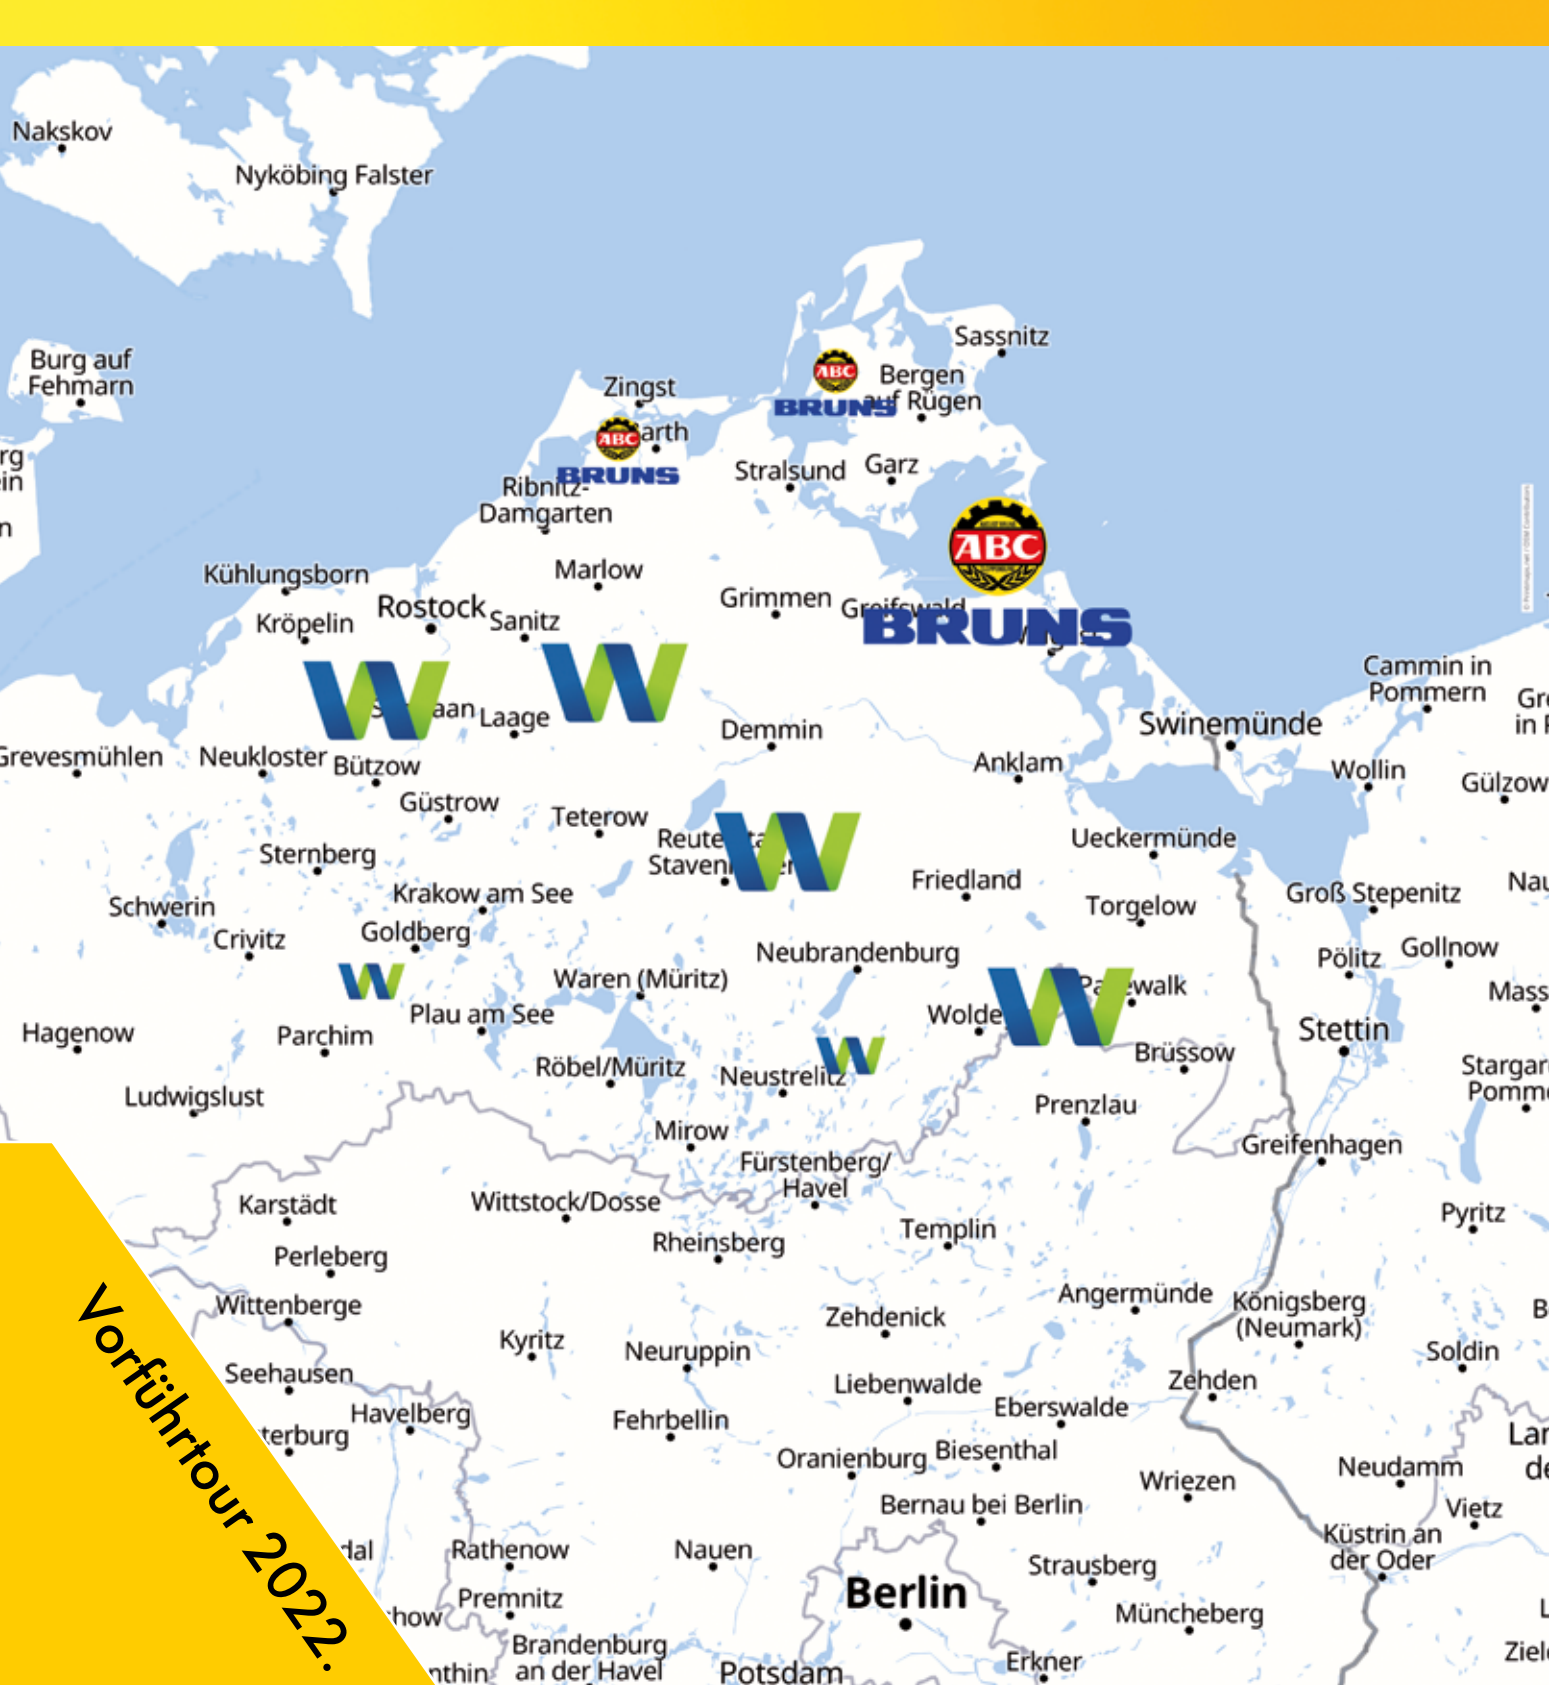 Nakskov
Nyköbing Falster
Sassnitz
Burg auf
Fehmarn
Zingst
ABC
BRUNS
Bergen
auf Rügen
ABC
BRUNS
Stralsund
Garz
Ribnitz-
Damgarten
ABC
BRUNS
Kühlungsborn
Marlow
Rostock
Grimmen
Greifswald
Kröpelin
Sanitz
Cammin in
Pommern
Laage
Demmin
Swinemünde
Grevesmühlen
Neukloster
Bützow
Anklam
Wollin
Gülzow
Güstrow
Teterow
Ueckermünde
Sternberg
Friedland
Krakow am See
Groß Stepenitz
Schwerin
Torgelow
Crivitz
Goldberg
Neubrandenburg
Pölitz
Gollnow
Waren (Müritz)
Plau am See
Hagenow
Parchim
Stettin
Röbel/Müritz
Neustrelitz
Brüssow
Ludwigslust
Prenzlau
Mirow
Greifenhagen
Fürstenberg/
Havel
Karstädt
Wittstock/Dosse
Pyritz
Rheinsberg
Templin
Perleberg
Wittenberge
Angermünde
Königsberg
(Neumark)
Zehdenick
Kyritz
Neuruppin
Soldin
Seehausen
Liebenwalde
Zehden
Havelberg
Fehrbellin
Eberswalde
Oranienburg
Biesenthal
Neudamm
Wriezen
Bernau bei Berlin
Vietz
Küstrin an
der Oder
Rathenow
Nauen
Strausberg
Premnitz
Berlin
Müncheberg
Brandenburg
an der Havel
Potsdam
Erkner
Vorführtour 2022.